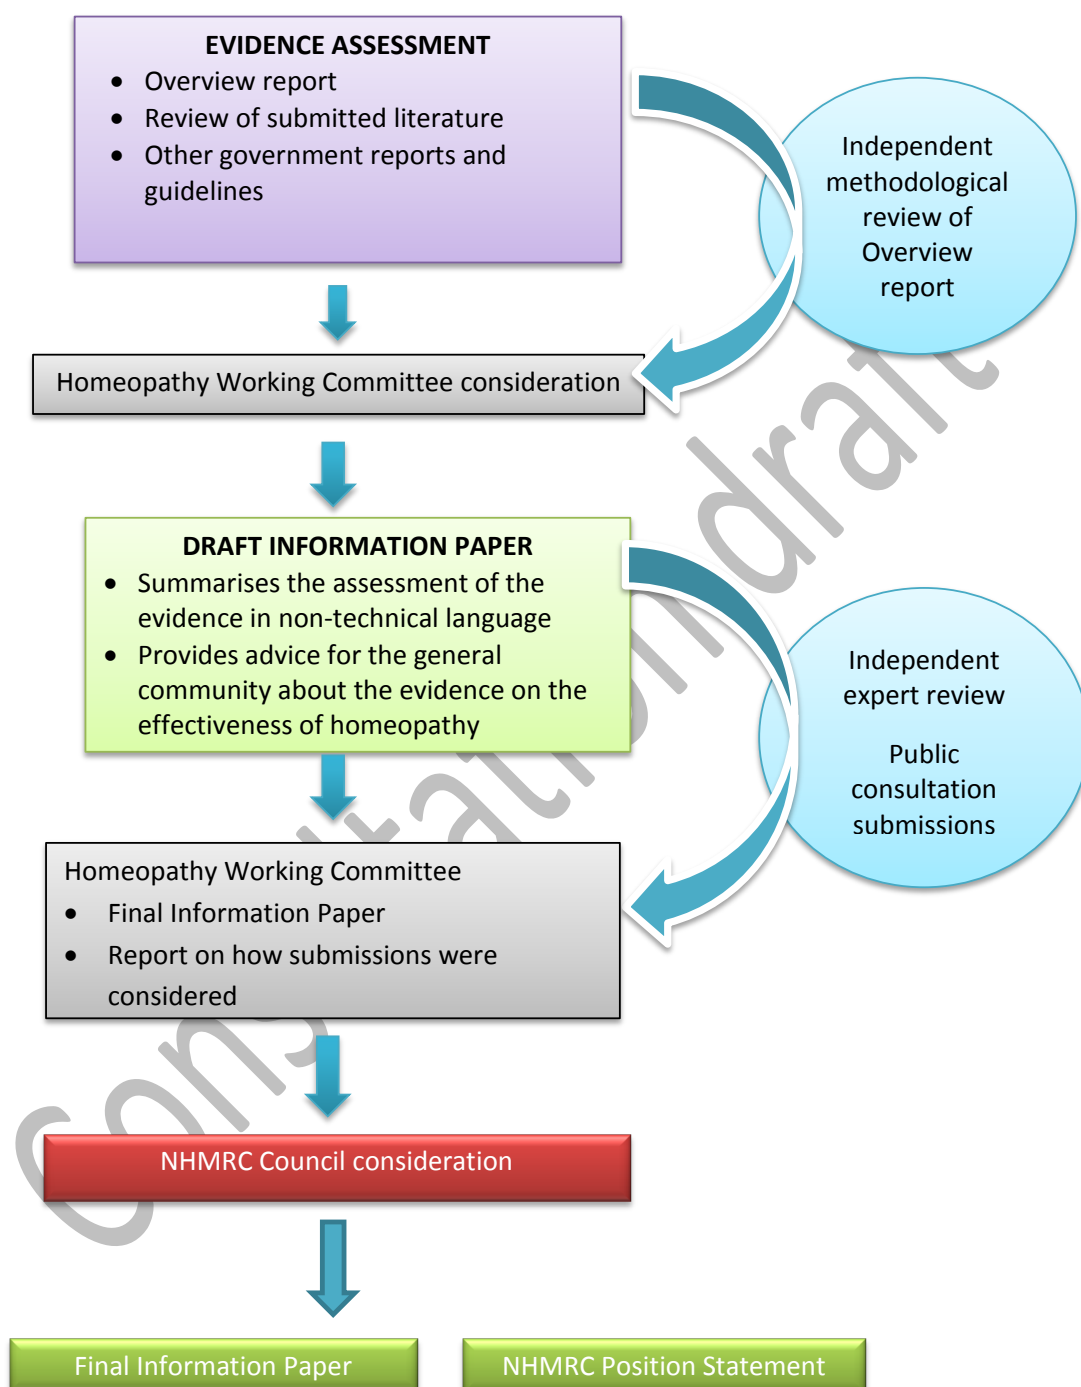 EVIDENCE ASSESSMENT
• Overview report
• Review of submitted literature
• Other government reports and
guidelines
Independent
methodological
review of
Overview
report
Homeopathy Working Committee consideration
DRAFT INFORMATION PAPER
• Summarises the assessment of the
evidence in non-technical language
• Provides advice for the general
community about the evidence on the
effectiveness of homeopathy
Independent
expert review
Public
consultation
submissions
Homeopathy Working Committee
• Final Information Paper
• Report on how submissions were
considered
NHMRC Council consideration
Final Information Paper
NHMRC Position Statement
Consultation draft